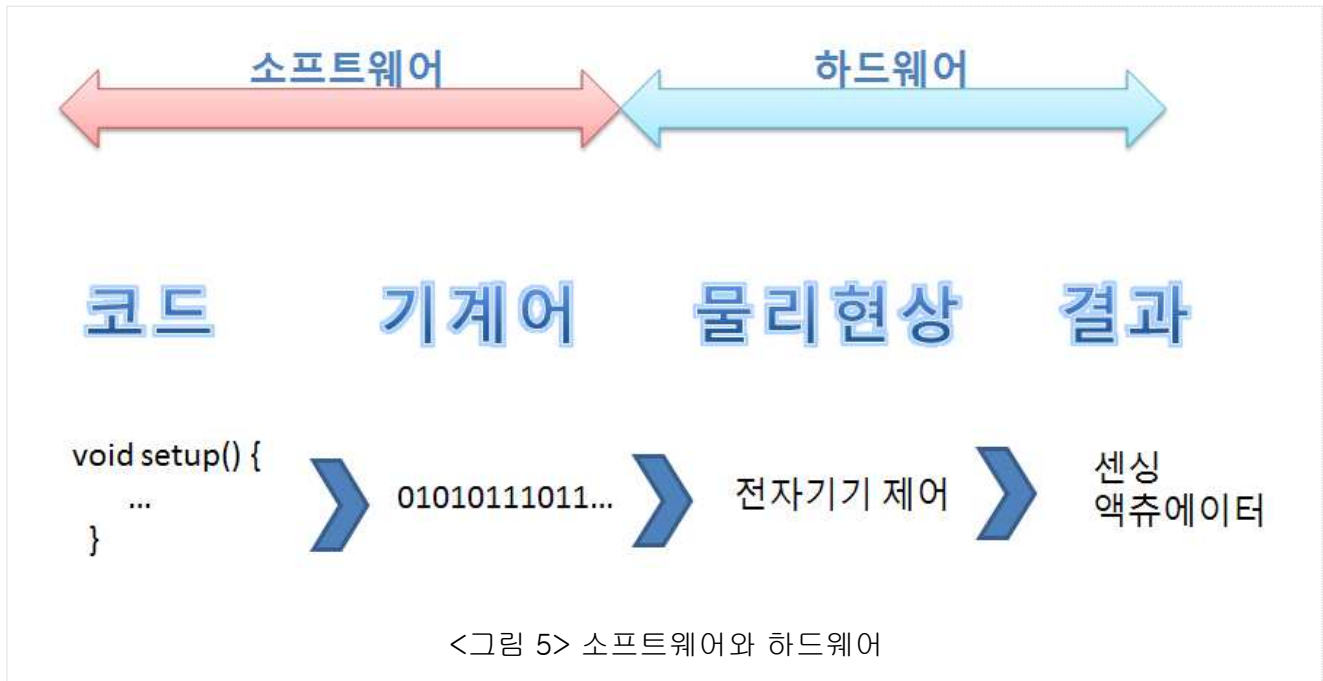 소프트웨어 하드웨어
코드 기계어 물리현상 결과
void setup() {
...
}
01010111011...
전자기기 제어
센싱
액츄에이터
<그림 5> 소프트웨어와 하드웨어